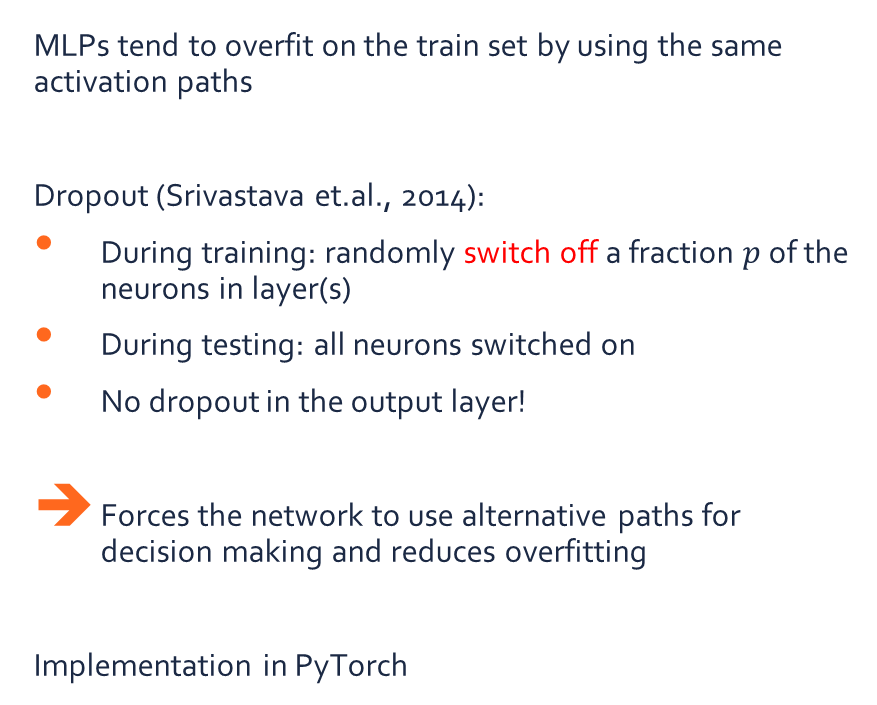 MLPs tend to overfit on the train set by using the same
activation paths
Dropout (Srivastava et.al., 2014):
• During training: randomly switch off a fraction p of the
neurons in layer(s)
• During testing: all neurons switched on
• No dropout in the output layer!
➔ Forces the network to use alternative paths for
decision making and reduces overfitting
Implementation in PyTorch